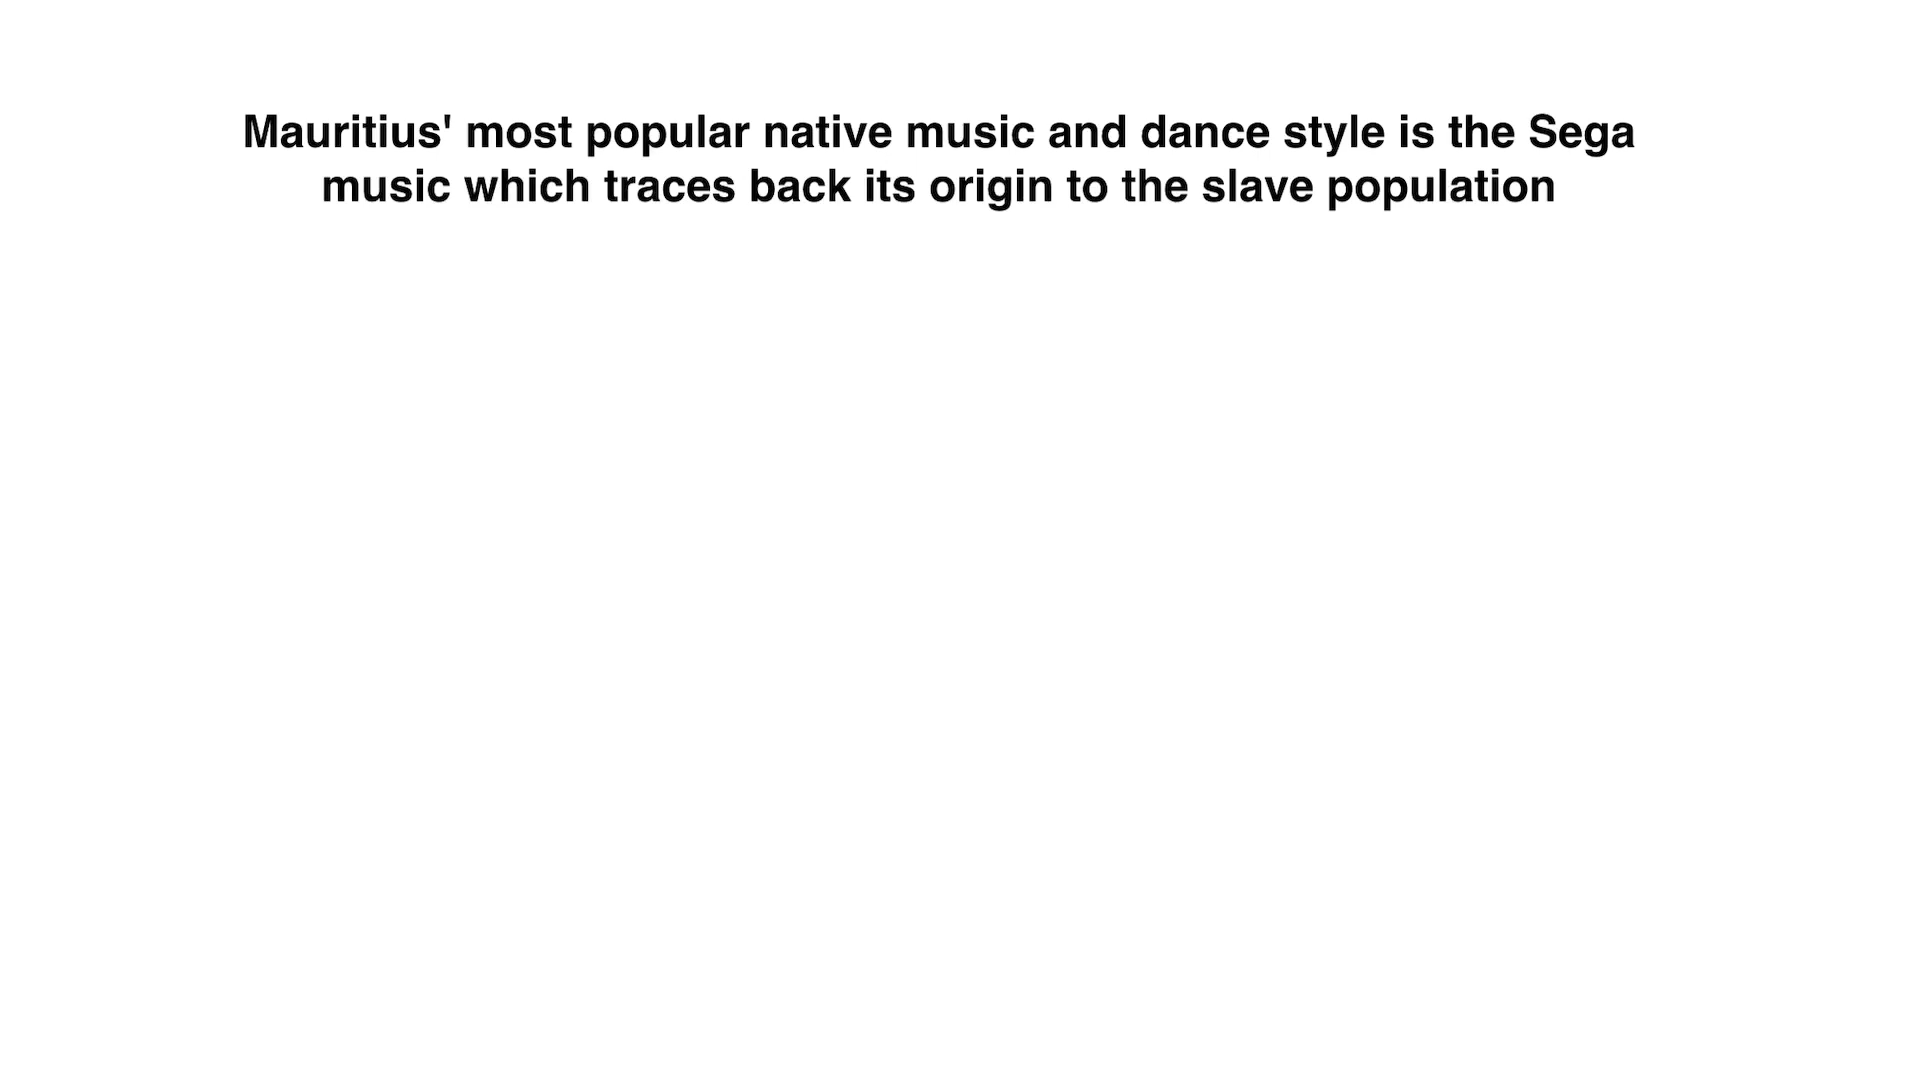 Mauritius' most popular native music and dance style is the Sega
music which traces back its origin to the slave population